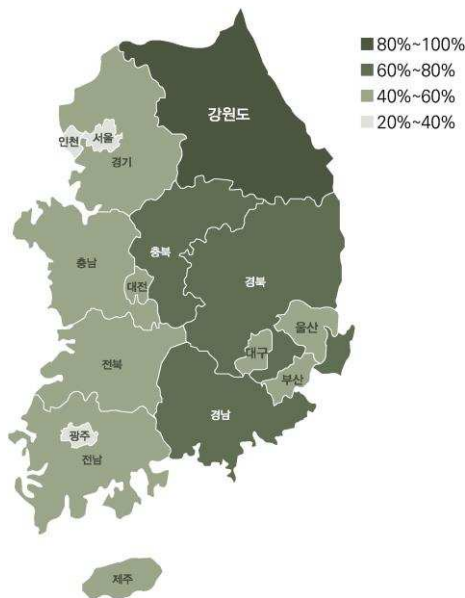 80%~100%
60%~80%
40%~60%
20%~40%
강원도
인천
서울
경기
충북
충남
경북
대전
울산
대구
전북
부산
경남
광주
전남
제주